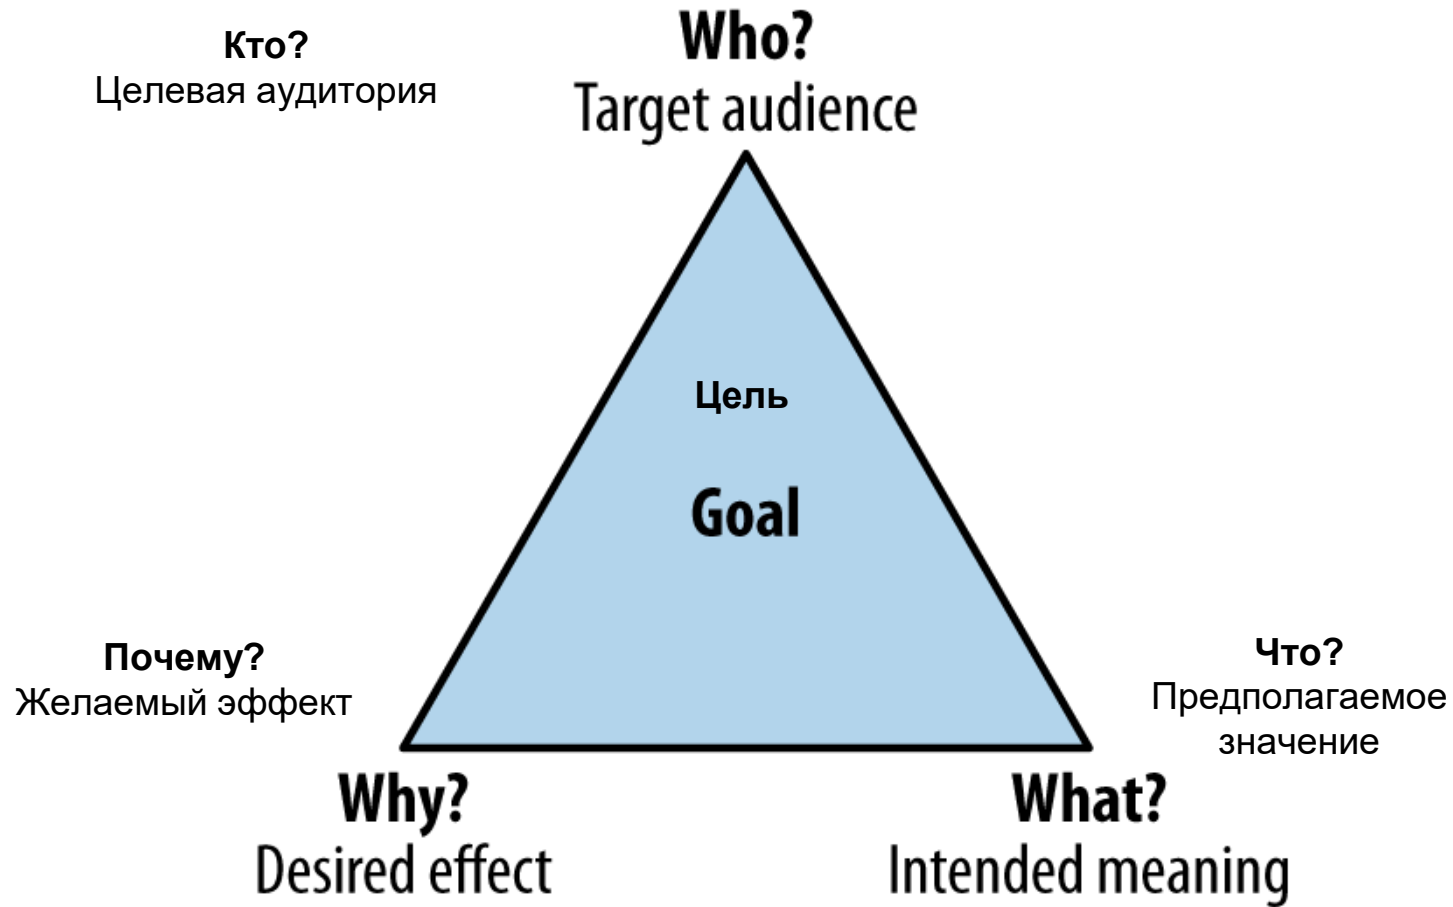 Кто?
Целевая аудитория
Who?
Target audience
Цель
Goal
Почему?
Желаемый эффект
Что?
Предполагаемое
значение
Why?
Desired effect
What?
Intended meaning